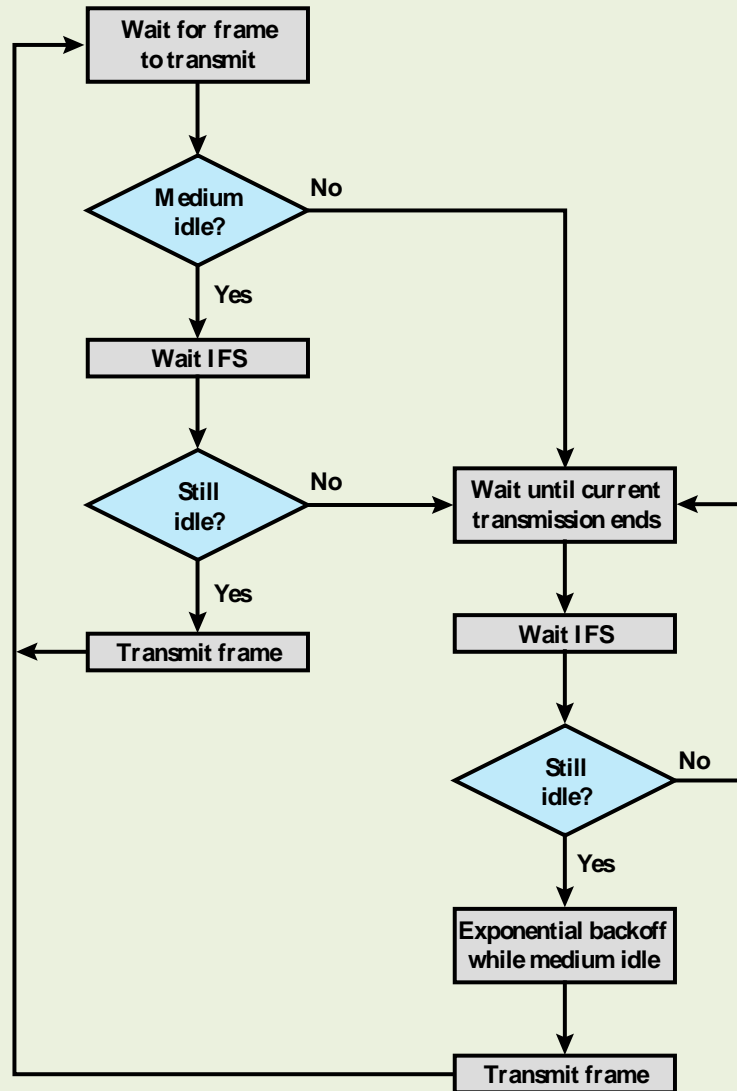 Wait for frame
to transmit
Medium
idle?
No
Yes
Wait IFS
Still
idle?
No
Yes
Transmit frame
Wait until current
transmission ends
Wait IFS
Still
idle?
No
Yes
Exponential backoff
while medium idle
Transmit frame